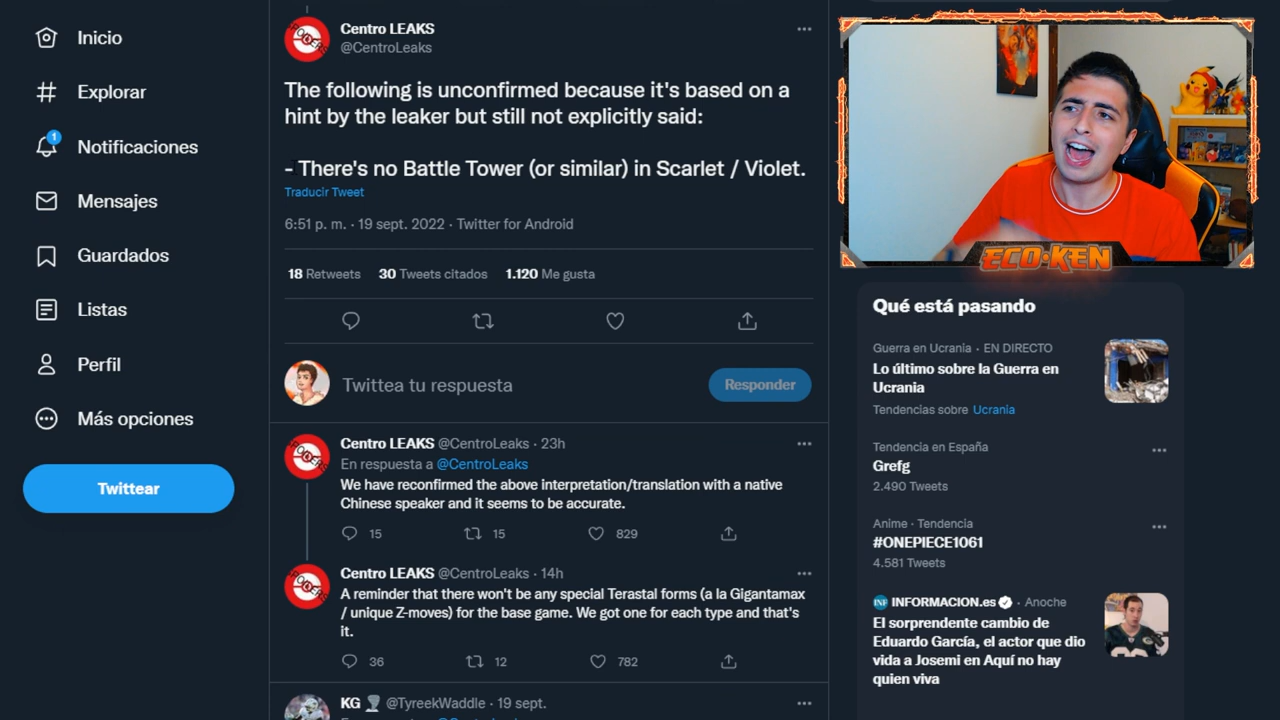 Inicio
Explorar
1
Notificaciones
Mensajes
Guardados
Listas
Perfil
Más opciones
Twittear
Centro LEAKS
@CentroLeaks
The following is unconfirmed because it's based on a
hint by the leaker but still not explicitly said:
- There's no Battle Tower (or similar) in Scarlet / Violet.
Traducir Tweet
6:51 p. m. · 19 sept. 2022 · Twitter for Android
18 Retweets 30 Tweets citados 1.120 Me gusta
Twittea tu respuesta
Responder
Centro LEAKS @CentroLeaks · 23h
En respuesta a @CentroLeaks
We have reconfirmed the above interpretation/translation with a native
Chinese speaker and it seems to be accurate.
15 15 829
Centro LEAKS @CentroLeaks · 14h
A reminder that there won't be any special Terastal forms (a la Gigantamax
/ unique Z-moves) for the base game. We got one for each type and that's
it.
36 12 782
KG @TyreekWaddle · 19 sept.
ECO·KEN
Qué está pasando
Guerra en Ucrania · EN DIRECTO
Lo último sobre la Guerra en
Ucrania
Tendencias sobre Ucrania
Tendencia en España
Grefg
2.490 Tweets
Anime · Tendencia
#ONEPIECE1061
4.581 Tweets
INF INFORMACION.es · Anoche
El sorprendente cambio de
Eduardo García, el actor que dio
vida a Josemi en Aquí no hay
quien viva